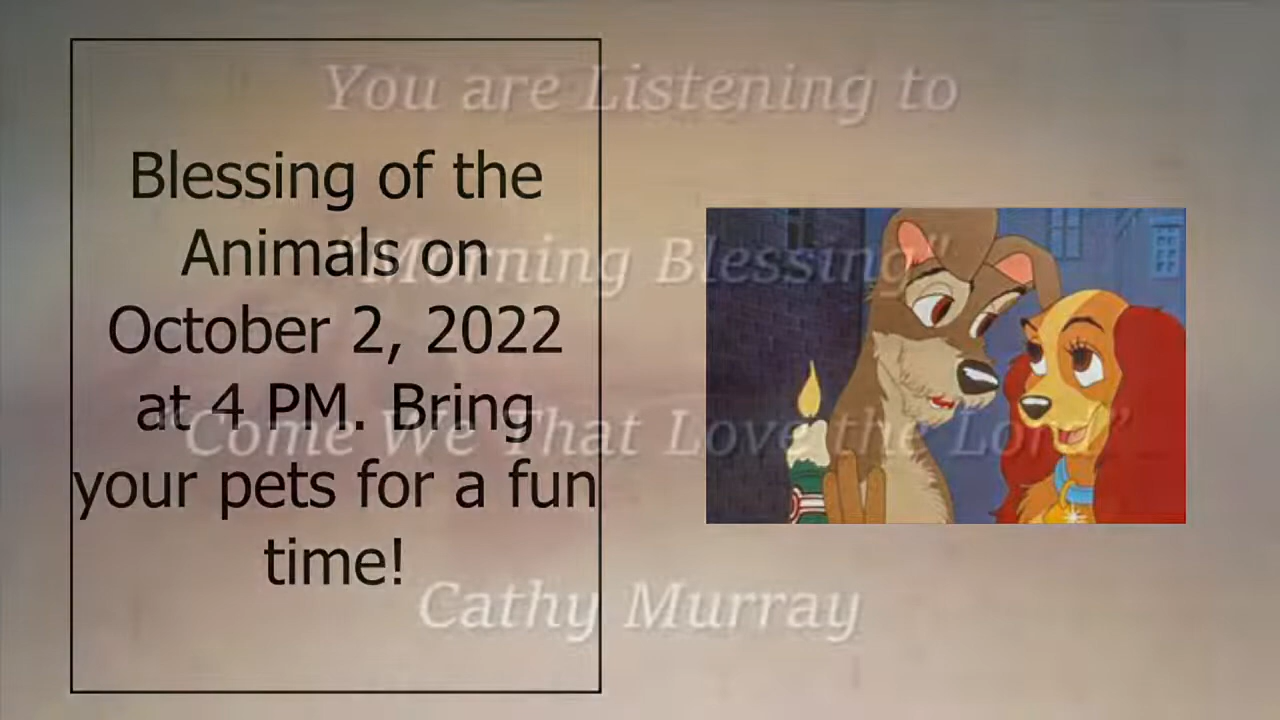 You are Listening to
Blessing of the
Animals on
October 2, 2022
at 4 PM. Bring
your pets for a fun
time!
"Morning Blessing"
"Come We That Love the Lord"
Cathy Murray